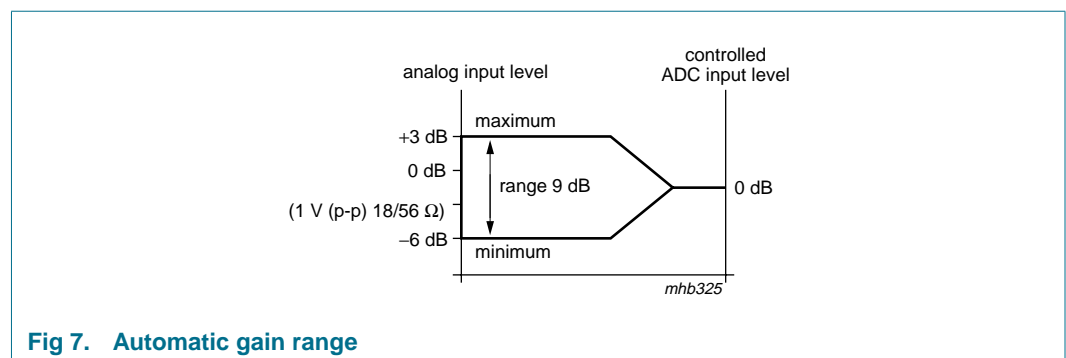 analog input level
controlled
ADC input level
maximum
+3 dB
0 dB
range 9 dB
0 dB
(1 V (p-p) 18/56 Ω)
−6 dB
minimum
mhb325
Fig 7. Automatic gain range